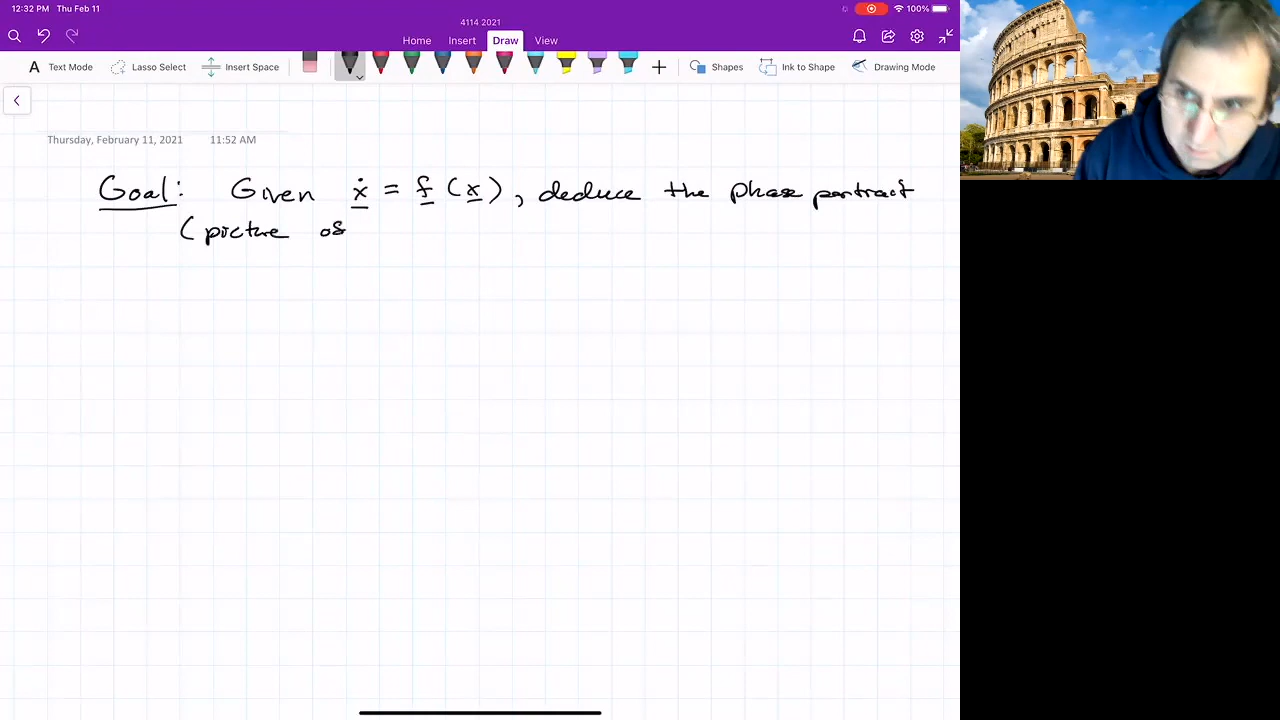 12:32 PM Thu Feb 11
100%
4114 2021
Home Insert Draw View
A Text Mode Lasso Select Insert Space + Shapes Ink to Shape Drawing Mode
Thursday, February 11, 2021 11:52 AM
Goal: Given ẋ = f (x), deduce the phase portrait
(picture of